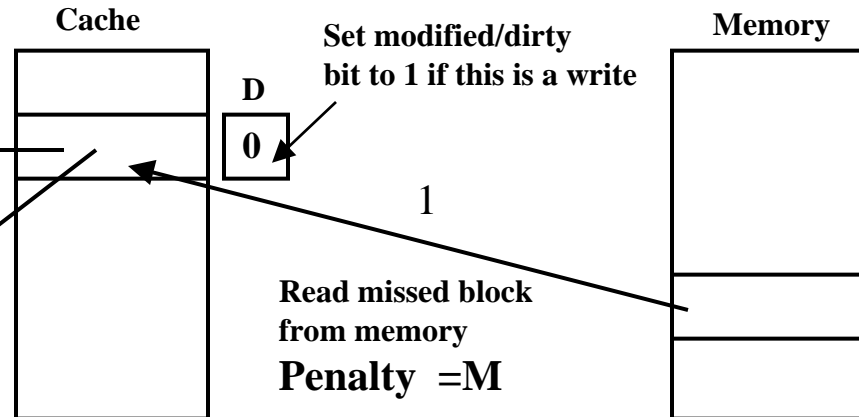 Cache
Memory
Set modified/dirty
bit to 1 if this is a write
D
0
1
Read missed block
from memory
Penalty =M